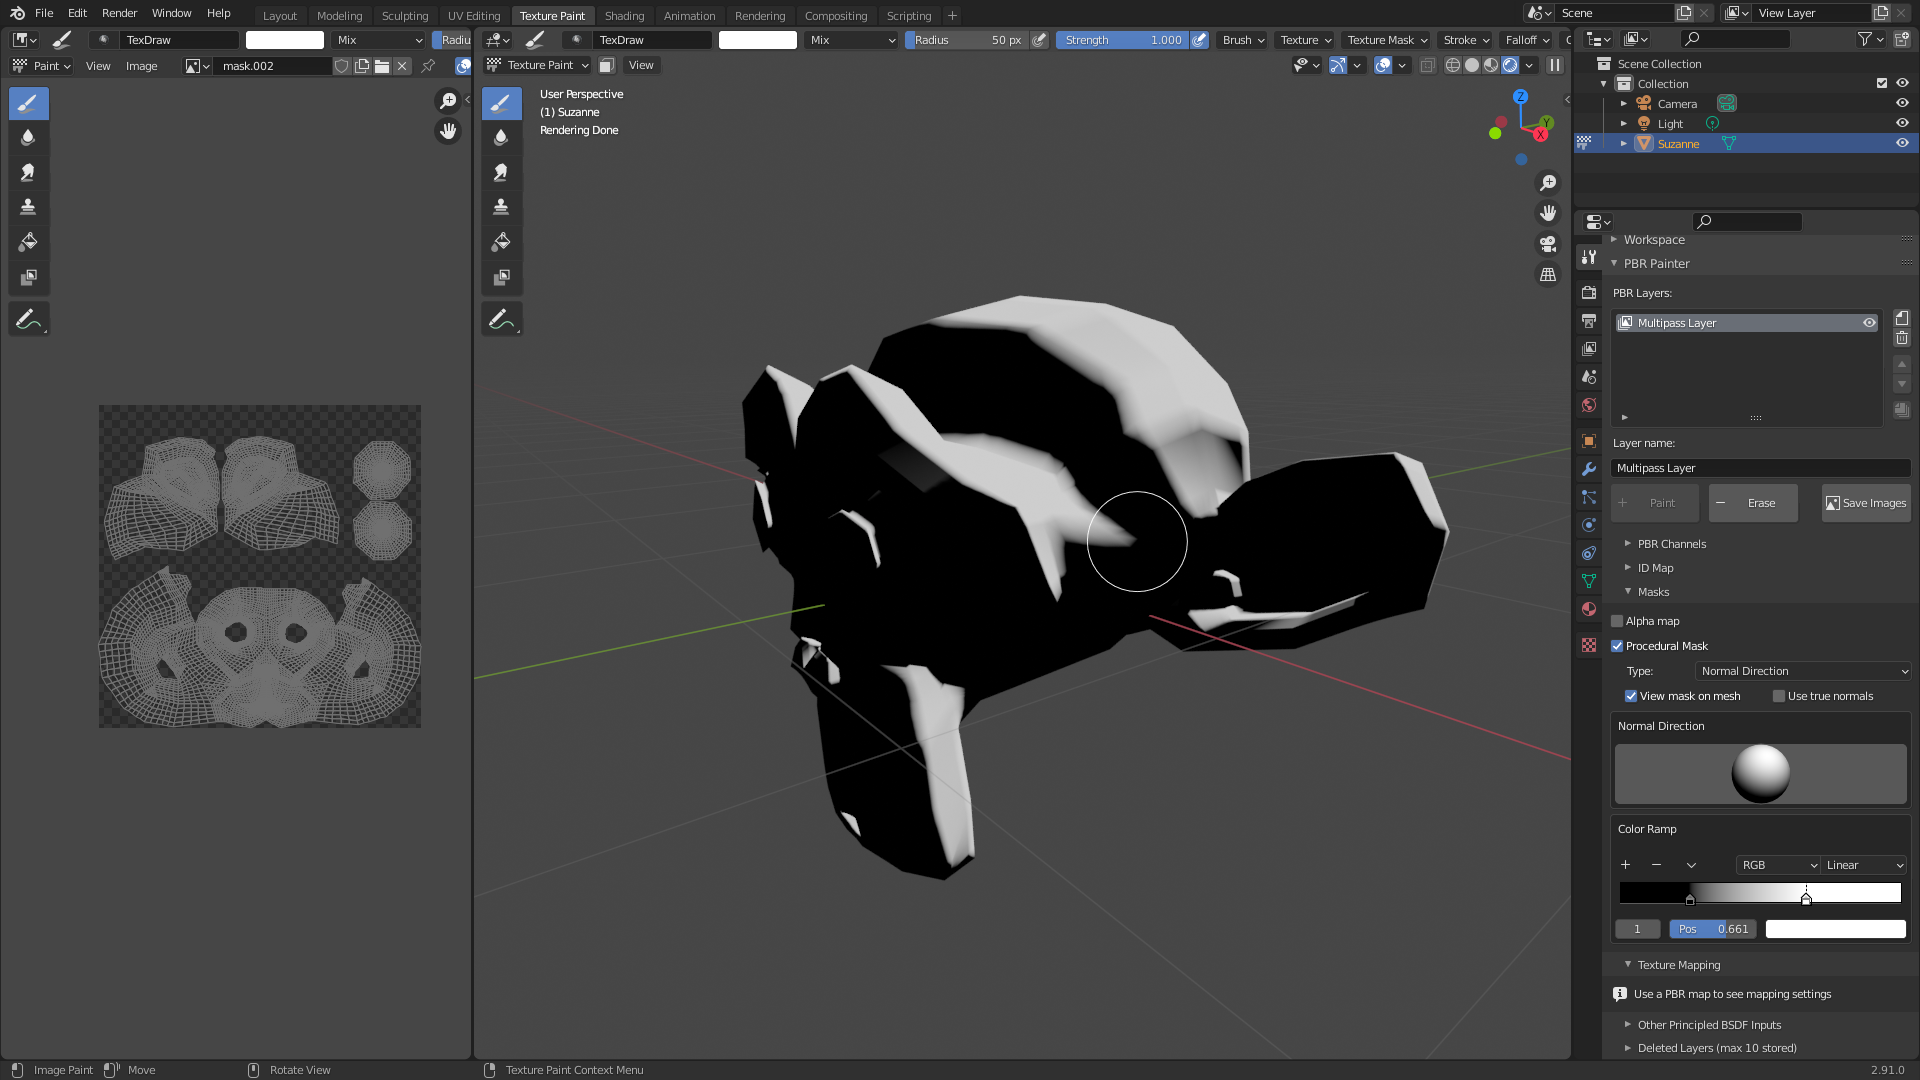 File Edit Render Window Help
Layout Modeling Sculpting UV Editing Texture Paint Shading Animation Rendering Compositing Scripting
Scene
View Layer
TexDraw Mix Radiu
TexDraw Mix Radius 50 px Strength 1.000 Brush Texture Texture Mask Stroke Falloff
Paint View Image mask.002
Texture Paint View
User Perspective
(1) Suzanne
Rendering Done
Z
Y
X
Scene Collection
Collection
Camera
Light
Suzanne
Workspace
PBR Painter
PBR Layers:
Multipass Layer
Layer name:
Multipass Layer
Paint Erase Save Images
PBR Channels
ID Map
Masks
Alpha map
Procedural Mask
Type: Normal Direction
View mask on mesh Use true normals
Normal Direction
Color Ramp
RGB Linear
1 Pos 0.661
Texture Mapping
Use a PBR map to see mapping settings
Other Principled BSDF Inputs
Deleted Layers (max 10 stored)
Image Paint Move Rotate View Texture Paint Context Menu 2.91.0